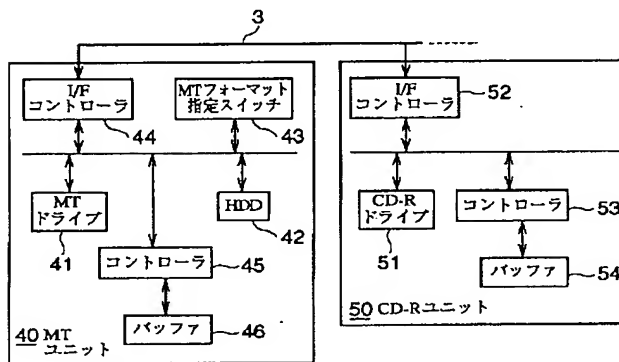 3
I/F
コントローラ
44
MTフォーマット
指定スイッチ
43
MT
ドライブ
41
HDD
42
コントローラ
45
バッファ
46
40 MT
ユニット
I/F
コントローラ
52
CD-R
ドライブ
51
コントローラ
53
バッファ
54
50 CD-Rユニット